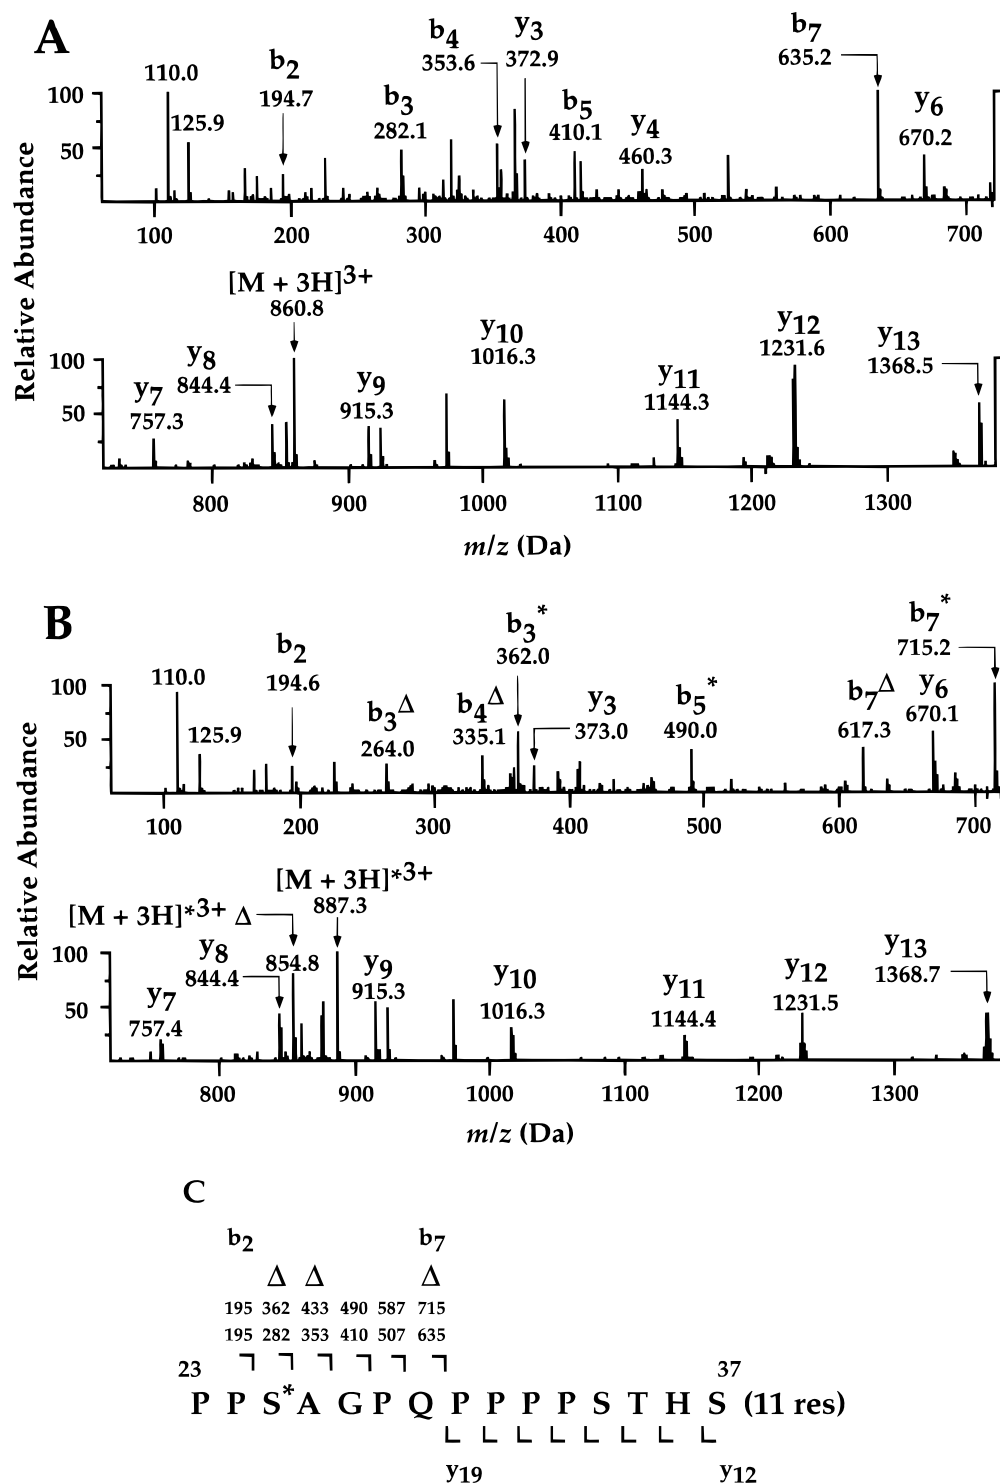 A
b7
y3
b4
635.2
353.6 372.9
b2
110.0
y6
b3
b5
194.7
y4
100
125.9
282.1
410.1
670.2
460.3
50
100 200 300 400 500 600 700
Relative Abundance
[M + 3H]3+
860.8
y12
y10
y13
1231.6
y8
1016.3
1368.5
100
844.4
y9
y11
y7
915.3
1144.3
50
757.3
800 900 1000 1100 1200 1300
m/z (Da)
B
b7*
b3*
b2
715.2
362.0
110.0
194.6
b7Δ
y6
b3Δ
b4Δ
y3
b5*
100
125.9
264.0
335.1
373.0
490.0
617.3
670.1
50
100 200 300 400 500 600 700
Relative Abundance
[M + 3H]*3+
887.3
[M + 3H]*3+ Δ
y8
y13
100
844.4
854.8
y9
y10
y12
1368.7
y7
915.3
y11
1231.5
50
757.4
1016.3
1144.4
800 900 1000 1100 1200 1300
m/z (Da)
C
b2 b7
Δ Δ Δ
195 362 433 490 587 715
195 282 353 410 507 635
23 37
P P S* A G P Q P P P P S T H S (11 res)
y19 y12